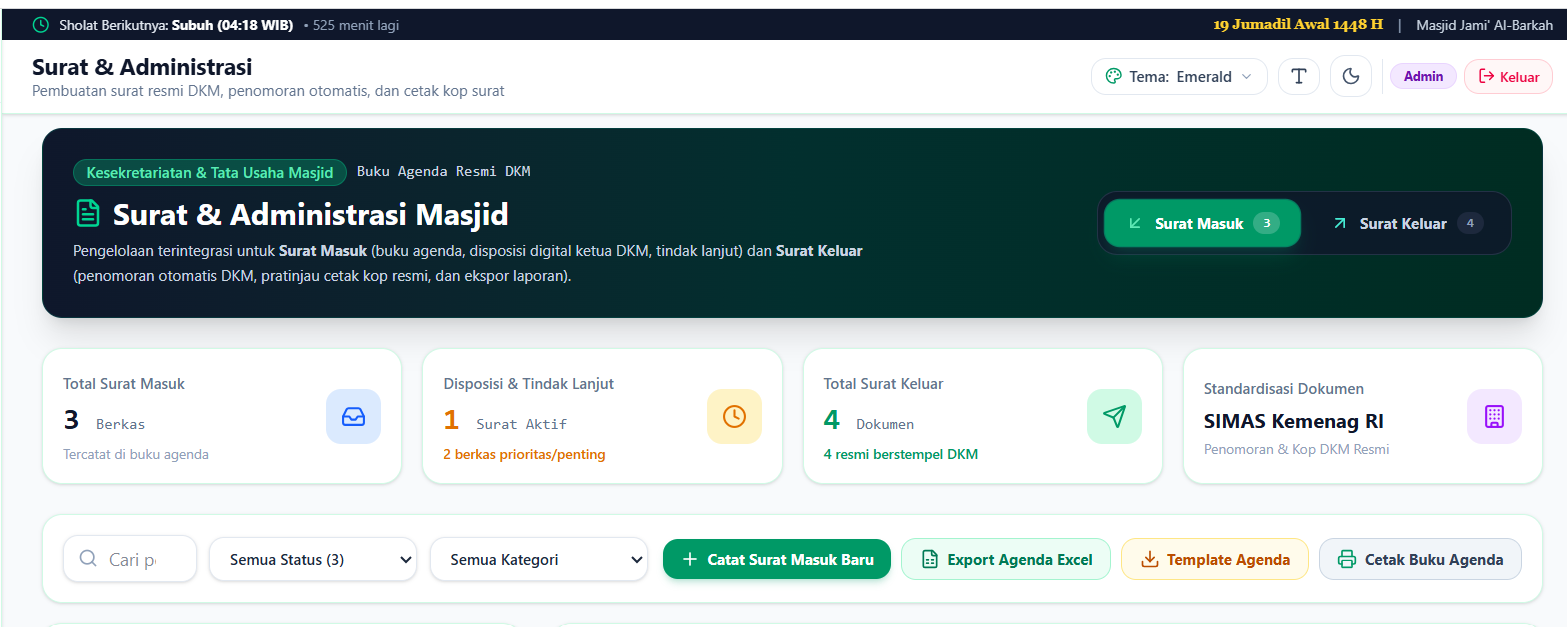 Sholat Berikutnya: Subuh (04:18 WIB) • 525 menit lagi
19 Jumadil Awal 1448 H | Masjid Jami' Al-Barkah
Surat & Administrasi
Pembuatan surat resmi DKM, penomoran otomatis, dan cetak kop surat
Tema: Emerald
Admin
Keluar
Kesekretariatan & Tata Usaha Masjid
Buku Agenda Resmi DKM
Surat & Administrasi Masjid
Pengelolaan terintegrasi untuk Surat Masuk (buku agenda, disposisi digital ketua DKM, tindak lanjut) dan Surat Keluar
(penomoran otomatis DKM, pratinjau cetak kop resmi, dan ekspor laporan).
Surat Masuk 3
Surat Keluar 4
Total Surat Masuk
3 Berkas
Tercatat di buku agenda
Disposisi & Tindak Lanjut
1 Surat Aktif
2 berkas prioritas/penting
Total Surat Keluar
4 Dokumen
4 resmi berstempel DKM
Standardisasi Dokumen
SIMAS Kemenag RI
Penomoran & Kop DKM Resmi
Cari
Semua Status (3)
Semua Kategori
+ Catat Surat Masuk Baru
Export Agenda Excel
Template Agenda
Cetak Buku Agenda